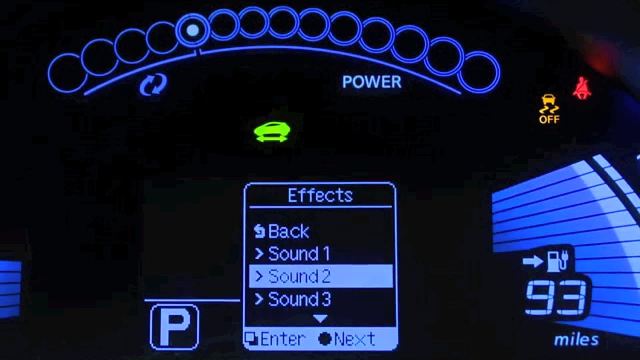 POWER
OFF
Effects
Back
> Sound 1
> Sound 2
> Sound 3
Enter Next
P
93
miles